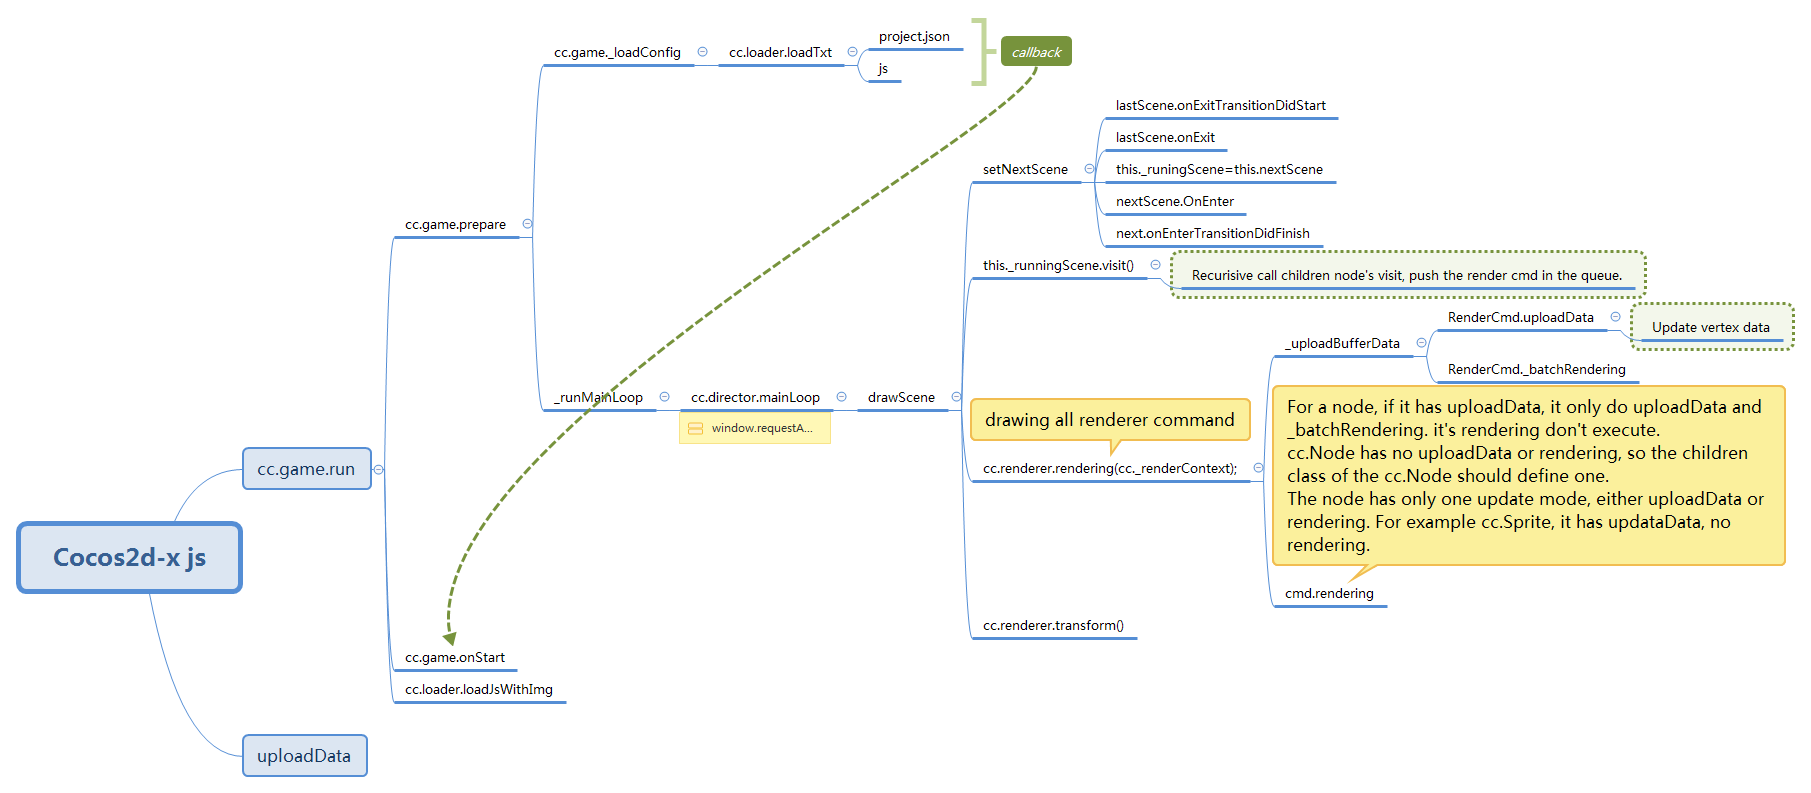 Cocos2d-x js
cc.game.run
cc.game.prepare
cc.game._loadConfig
cc.loader.loadTxt
project.json
js
callback
_runMainLoop
cc.director.mainLoop
window.requestA...
drawScene
setNextScene
lastScene.onExitTransitionDidStart
lastScene.onExit
this._runingScene=this.nextScene
nextScene.OnEnter
next.onEnterTransitionDidFinish
this._runningScene.visit()
Recurisive call children node's visit, push the render cmd in the queue.
drawing all renderer command
cc.renderer.rendering(cc._renderContext);
_uploadBufferData
RenderCmd.uploadData
Update vertex data
RenderCmd._batchRendering
For a node, if it has uploadData, it only do uploadData and
_batchRendering. it's rendering don't execute.
cc.Node has no uploadData or rendering, so the children
class of the cc.Node should define one.
The node has only one update mode, either uploadData or
rendering. For example cc.Sprite, it has updataData, no
rendering.
cmd.rendering
cc.renderer.transform()
cc.game.onStart
cc.loader.loadJsWithImg
uploadData